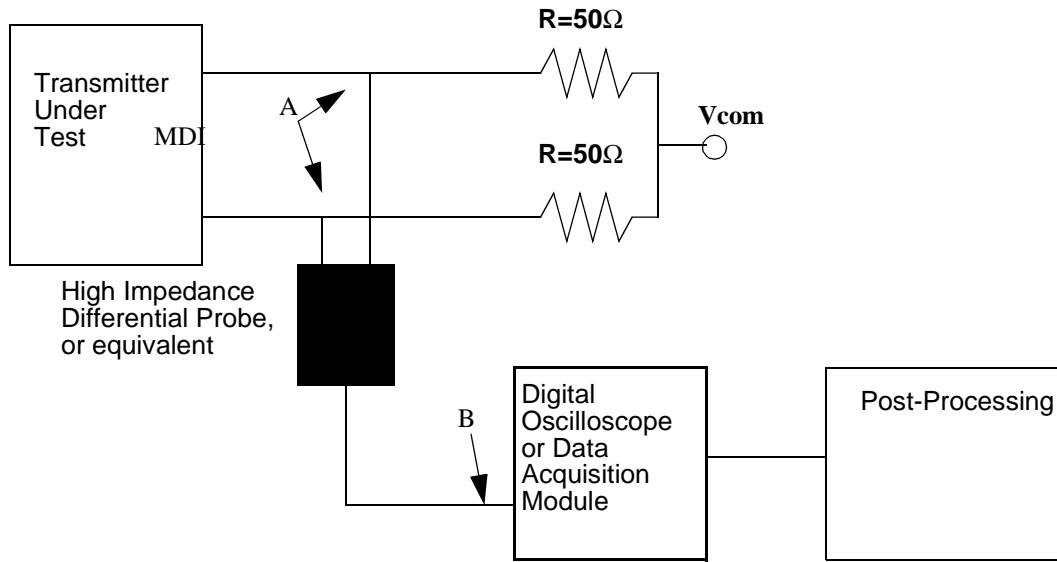 R=50Ω
Transmitter
Under
Test
MDI
A
Vcom
R=50Ω
High Impedance
Differential Probe,
or equivalent
B
Digital
Oscilloscope
or Data
Acquisition
Module
Post-Processing